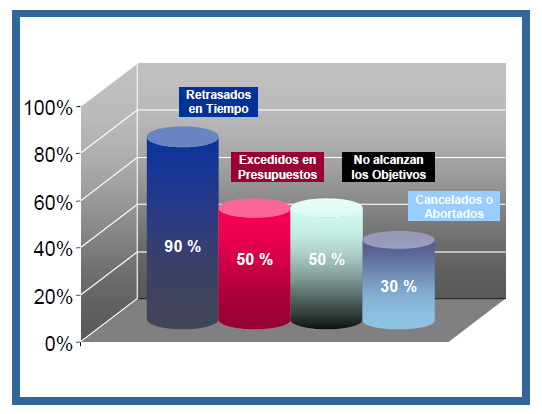 Retrasados
en Tiempo
Excedidos en
Presupuestos
No alcanzan
los Objetivos
Cancelados o
Abortados
100%
80%
60%
40%
20%
0%
90 %
50 %
50 %
30 %